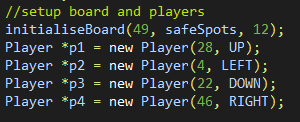 //setup board and players
initialiseBoard(49, safeSpots, 12);
Player *p1 = new Player(28, UP);
Player *p2 = new Player(4, LEFT);
Player *p3 = new Player(22, DOWN);
Player *p4 = new Player(46, RIGHT);